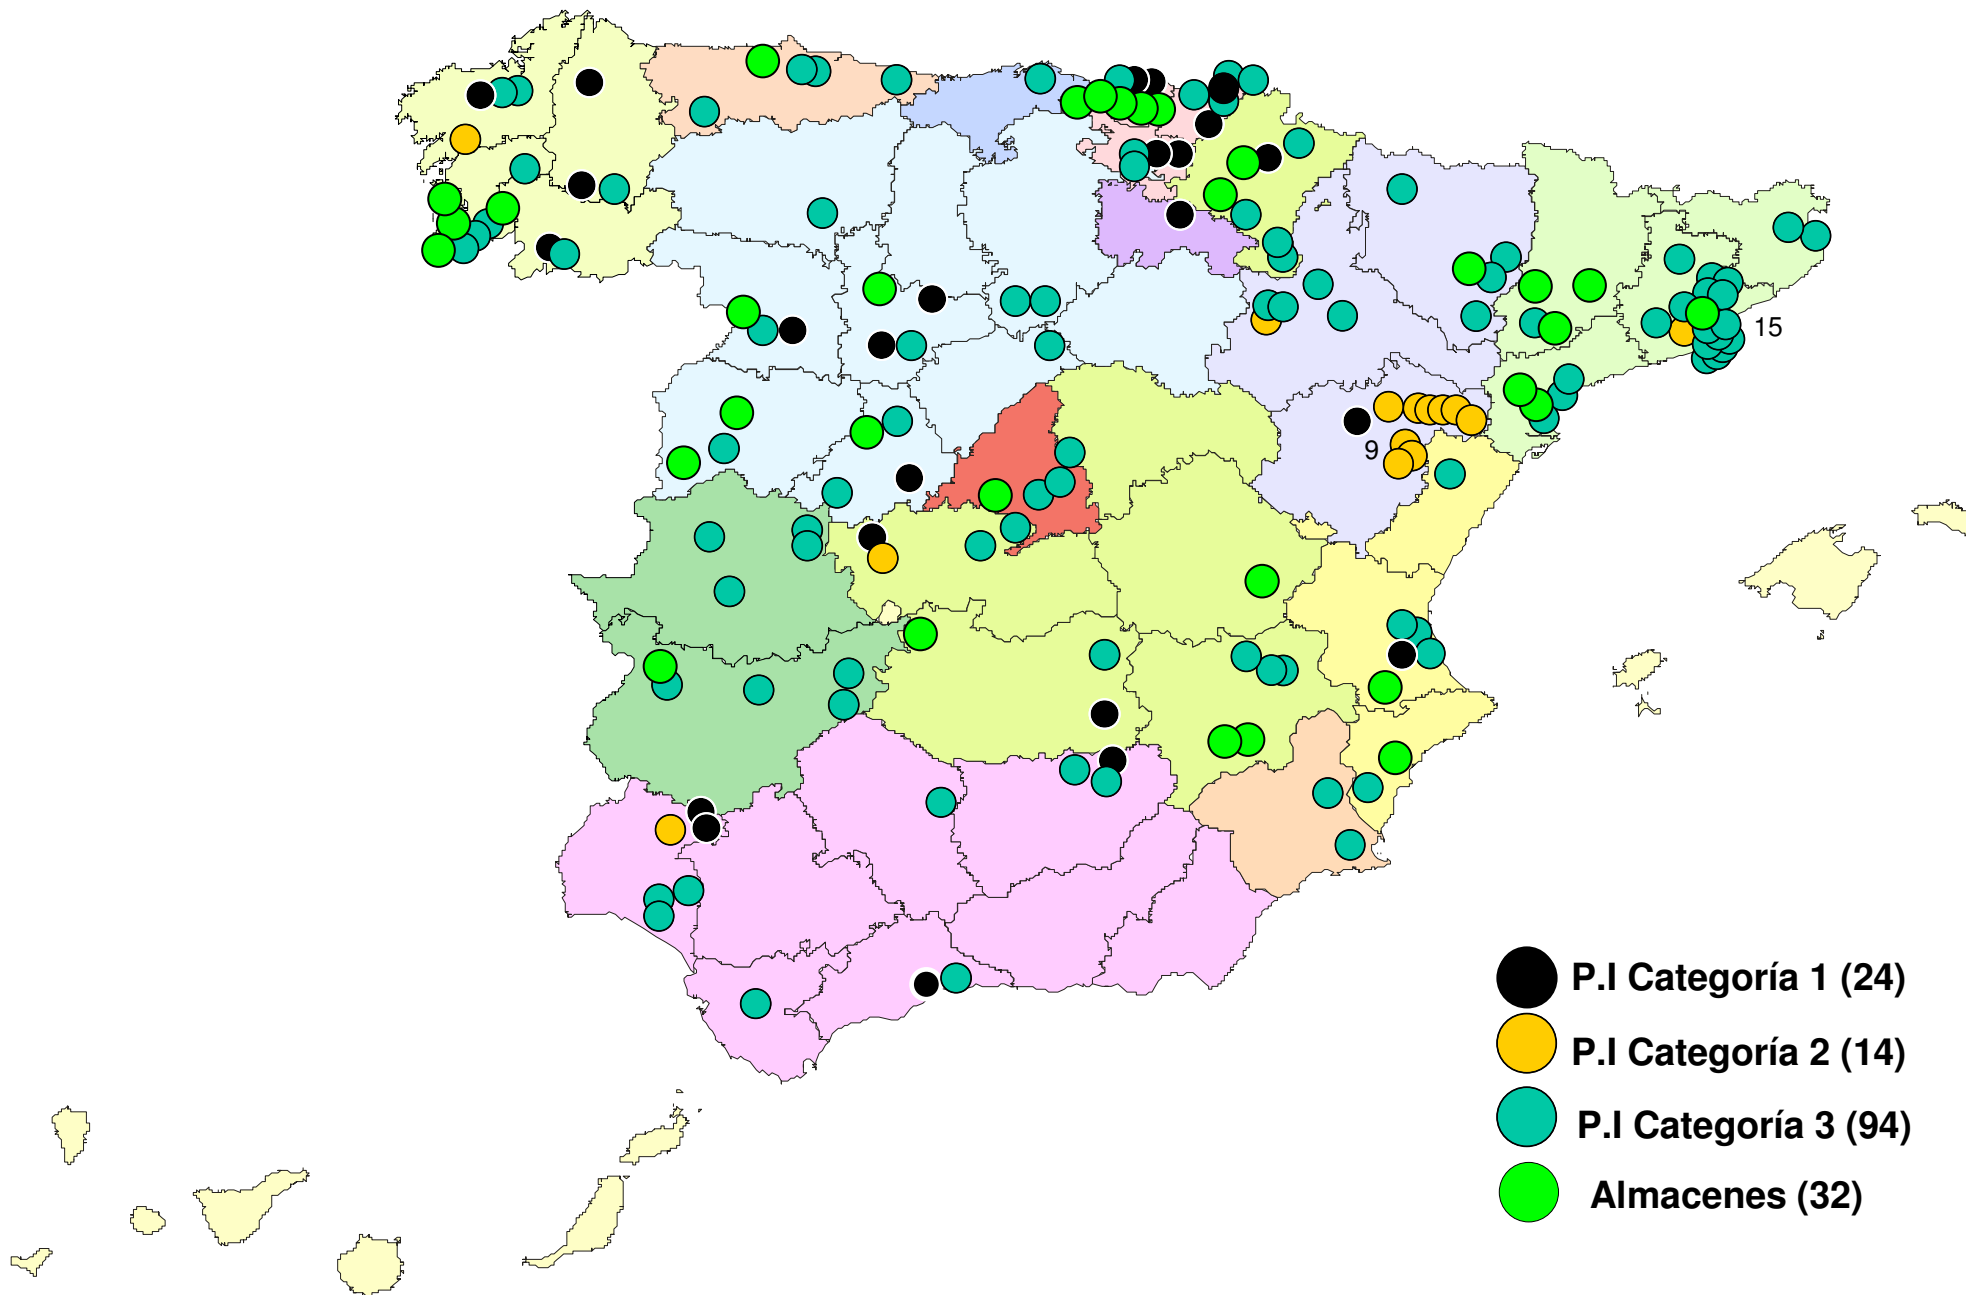 15
9
P.I Categoría 1 (24)
P.I Categoría 2 (14)
P.I Categoría 3 (94)
Almacenes (32)